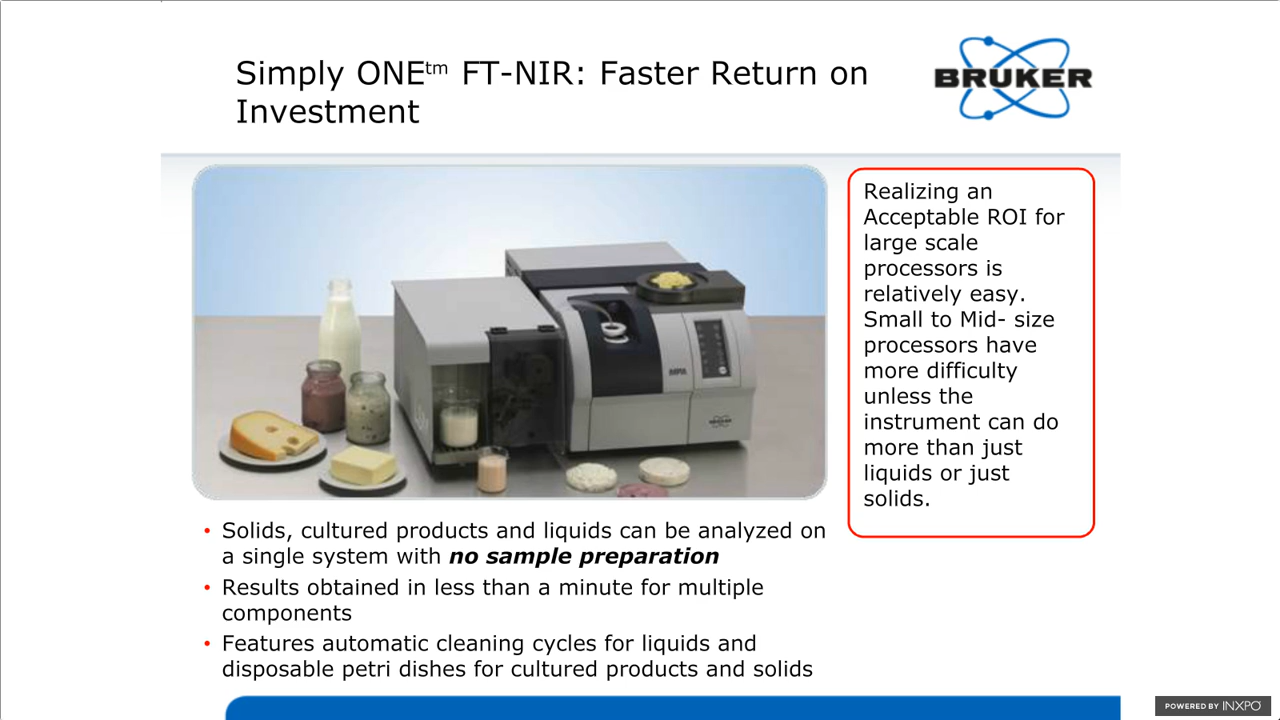 Simply ONEtm FT-NIR: Faster Return on
Investment
BRUKER
Realizing an
Acceptable ROI for
large scale
processors is
relatively easy.
Small to Mid- size
processors have
more difficulty
unless the
instrument can do
more than just
liquids or just
solids.
MPA
BRUKER
• Solids, cultured products and liquids can be analyzed on
a single system with no sample preparation
• Results obtained in less than a minute for multiple
components
• Features automatic cleaning cycles for liquids and
disposable petri dishes for cultured products and solids
POWERED BY INXPO